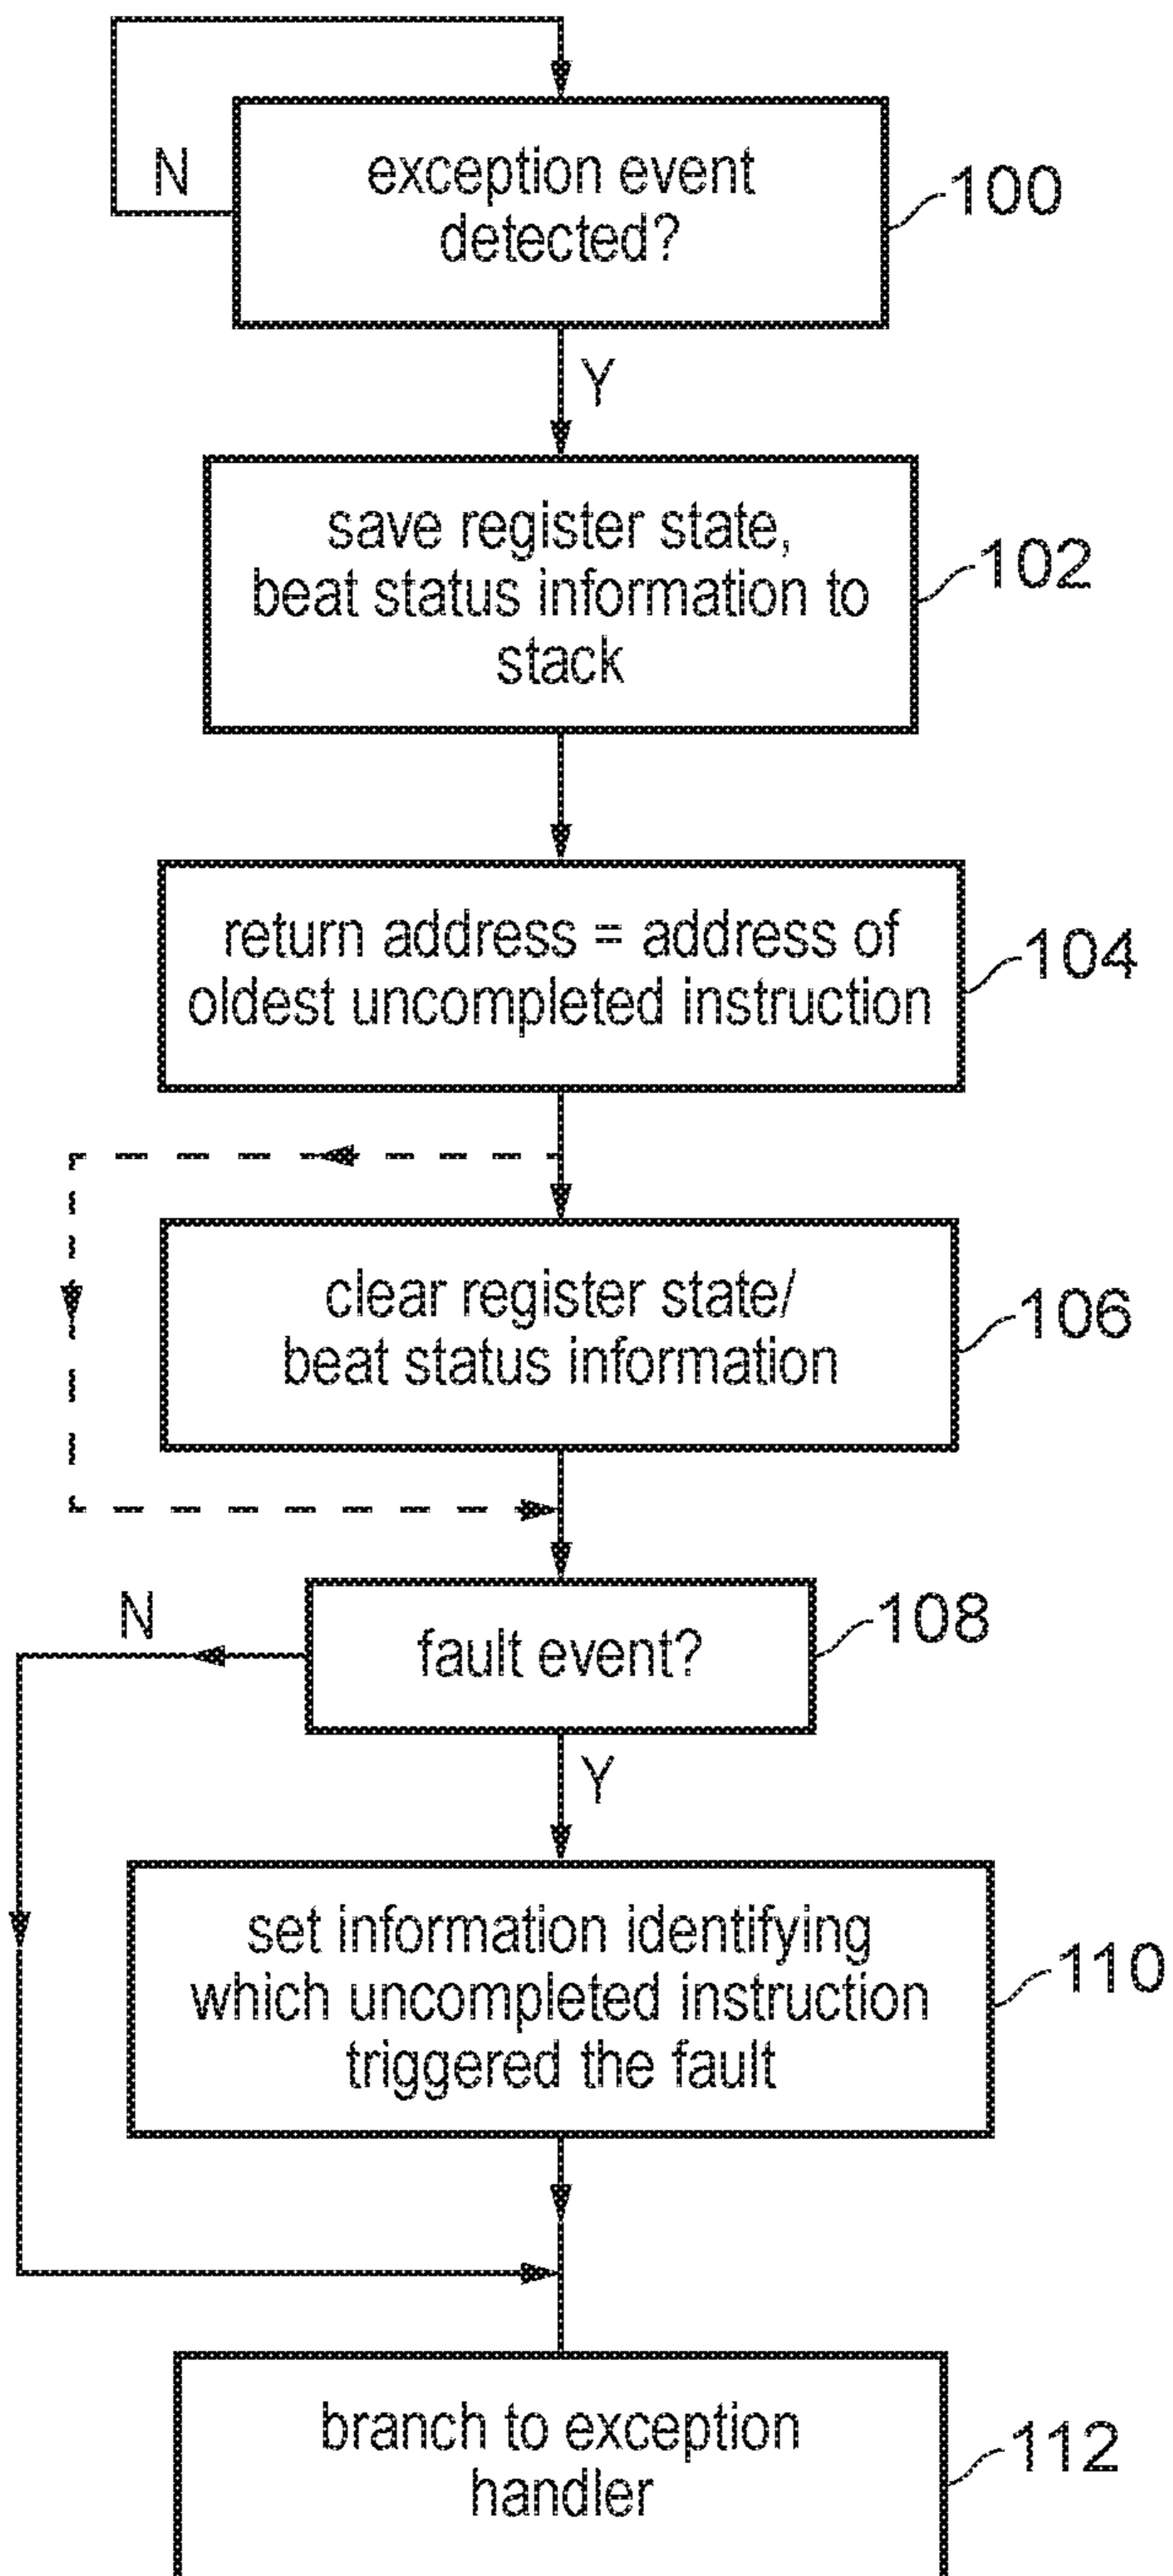 N
exception event
detected?
100
Y
save register state,
beat status information to
stack
102
return address = address of
oldest uncompleted instruction
104
clear register state/
beat status information
106
N
fault event?
108
Y
set information identifying
which uncompleted instruction
triggered the fault
110
branch to exception
handler
112